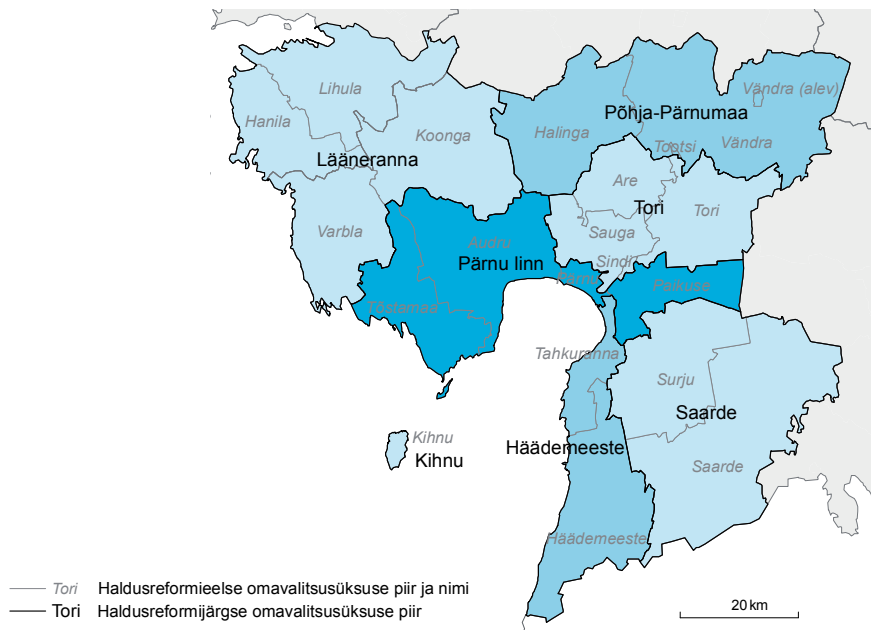 Lihula
Vändra (alev)
Hanila
Põhja-Pärnumaa
Koonga
Halinga
Vändra
Tootsi
Lääneranna
Are
Tori
Tori
Varbla
Sauga
Audru
Pärnu linn
Sindi
Pärnu
Paikuse
Tõstamaa
Tahkuranna
Surju
Saarde
Kihnu
Häädemeeste
Kihnu
Saarde
Häädemeeste
Tori Haldusreformieelse omavalitsusüksuse piir ja nimi
Tori Haldusreformijärgse omavalitsusüksuse piir
20 km